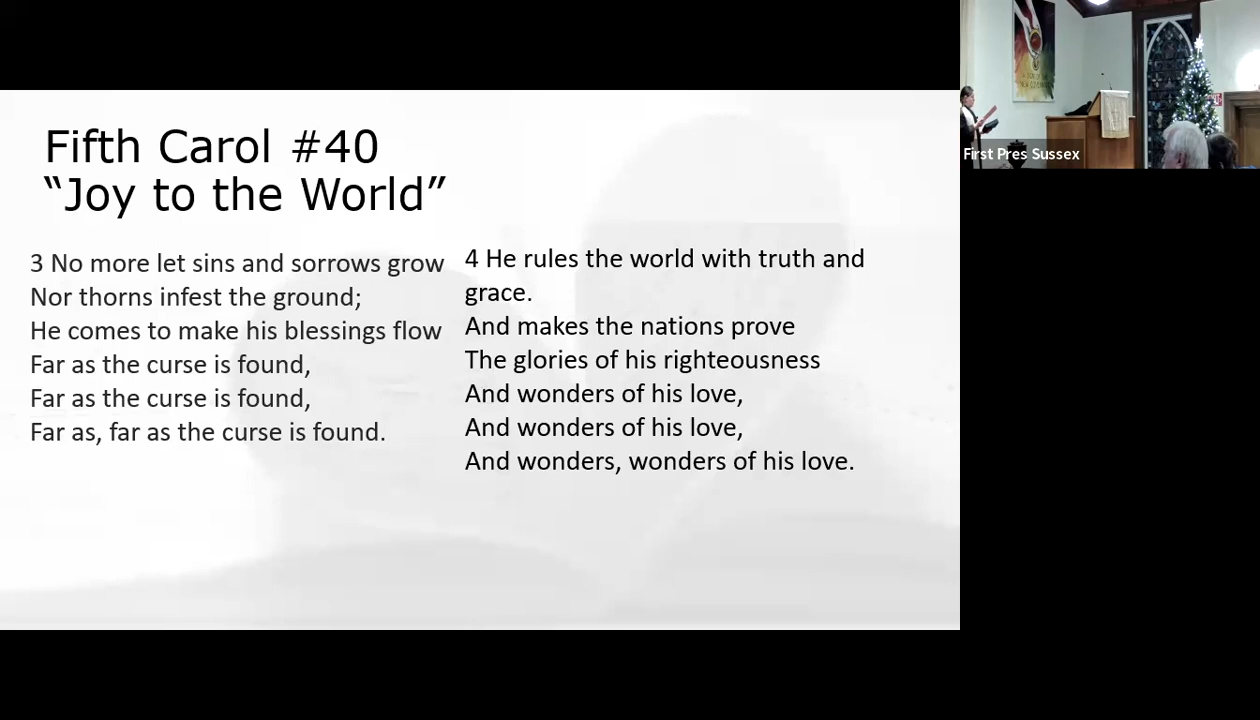 Fifth Carol #40
“Joy to the World”
3 No more let sins and sorrows grow
Nor thorns infest the ground;
He comes to make his blessings flow
Far as the curse is found,
Far as the curse is found,
Far as, far as the curse is found.
4 He rules the world with truth and
grace.
And makes the nations prove
The glories of his righteousness
And wonders of his love,
And wonders of his love,
And wonders, wonders of his love.
First Pres Sussex